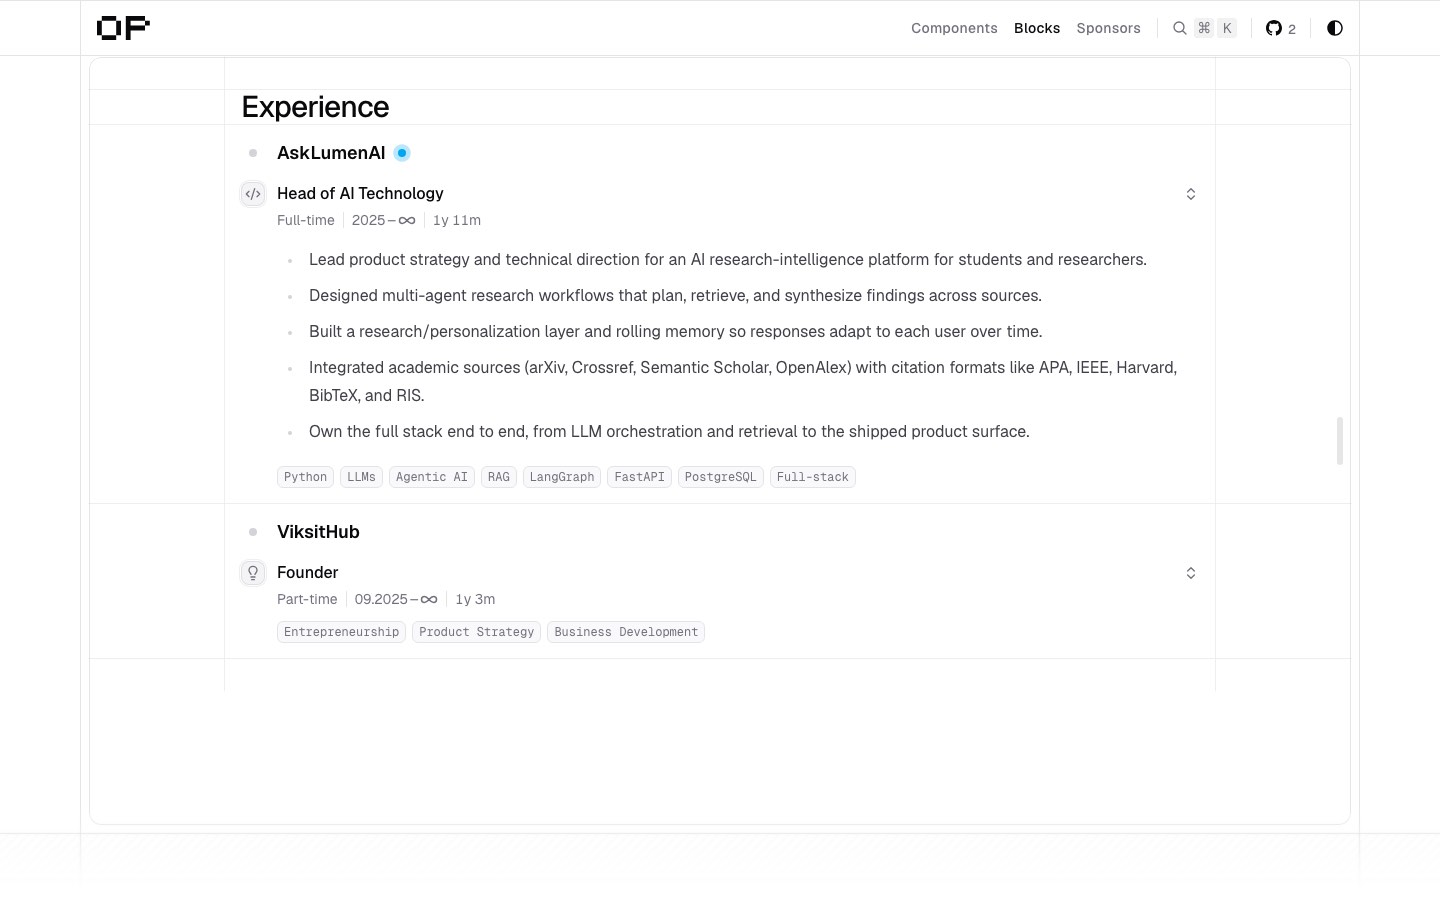 OP
Components
Blocks
Sponsors
⌘ K
2
Experience
AskLumenAI
Head of AI Technology
Full-time
2025–∞
1y 11m
Lead product strategy and technical direction for an AI research-intelligence platform for students and researchers.
Designed multi-agent research workflows that plan, retrieve, and synthesize findings across sources.
Built a research/personalization layer and rolling memory so responses adapt to each user over time.
Integrated academic sources (arXiv, Crossref, Semantic Scholar, OpenAlex) with citation formats like APA, IEEE, Harvard,
BibTeX, and RIS.
Own the full stack end to end, from LLM orchestration and retrieval to the shipped product surface.
Python
LLMs
Agentic AI
RAG
LangGraph
FastAPI
PostgreSQL
Full-stack
ViksitHub
Founder
Part-time
09.2025–∞
1y 3m
Entrepreneurship
Product Strategy
Business Development